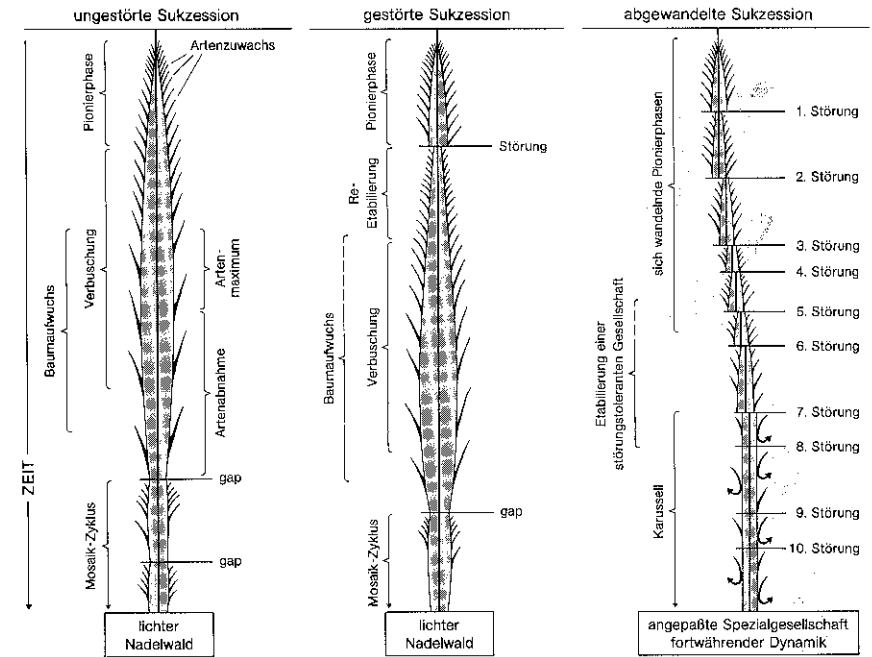 ungestörte Sukzession
Artenzuwachs
Pionierphase
Verbuschung
Baumaufwuchs
Arten-
maximum
Artenabnahme
gap
Mosaik-Zyklus
gap
ZEIT
lichter
Nadelwald
gestörte Sukzession
Pionierphase
Störung
Re-
Etabilierung
Baumaufwuchs
Verbuschung
gap
Mosaik-Zyklus
lichter
Nadelwald
abgewandelte Sukzession
sich wandelnde Pionierphasen
1. Störung
2. Störung
3. Störung
4. Störung
5. Störung
6. Störung
Etabilierung einer
störungstoleranten Gesellschaft
7. Störung
8. Störung
Karussell
9. Störung
10. Störung
angepaßte Spezialgesellschaft
fortwährender Dynamik